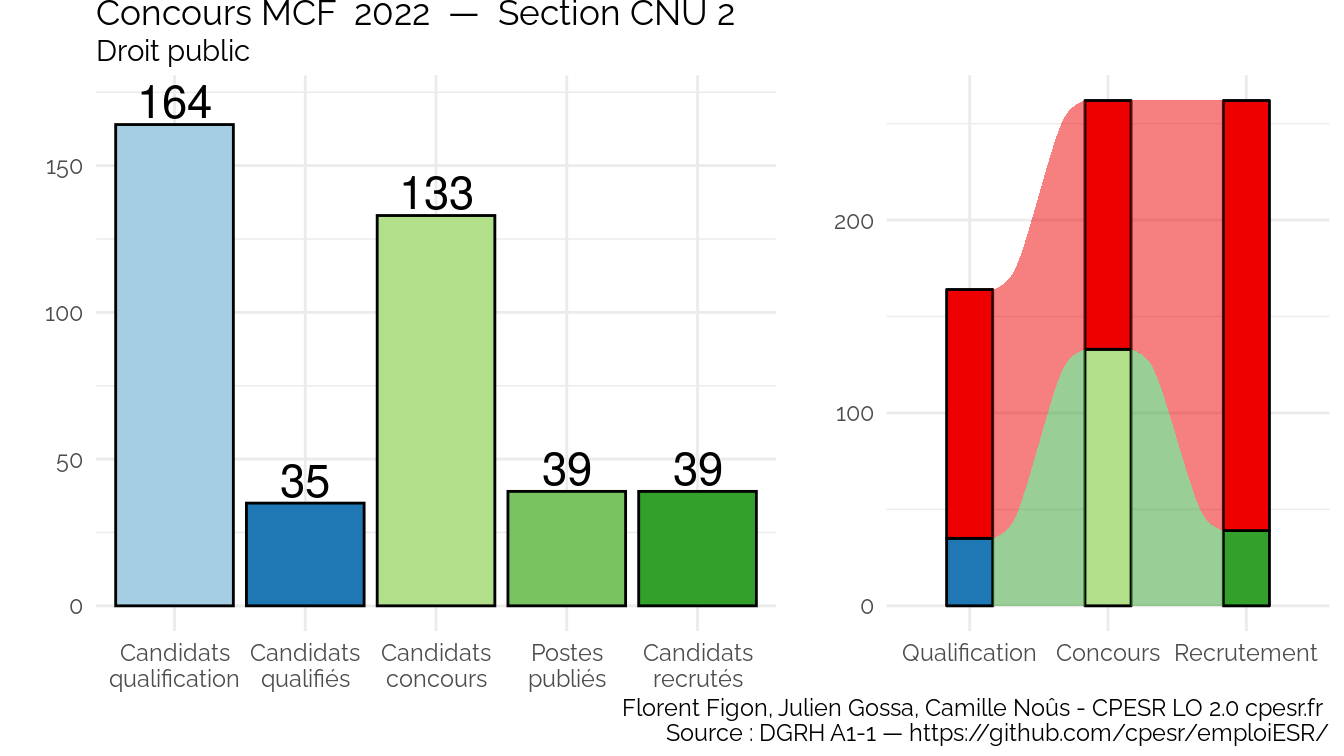 Concours MCF 2022 — Section CNU 2
Droit public
164
133
35
39
39
150
100
50
0
Candidats qualification
Candidats qualifiés
Candidats concours
Postes publiés
Candidats recrutés
200
100
0
Qualification
Concours
Recrutement
Florent Figon, Julien Gossa, Camille Noûs - CPESR LO 2.0 cpesr.fr
Source : DGRH A1-1 — https://github.com/cpesr/emploiESR/